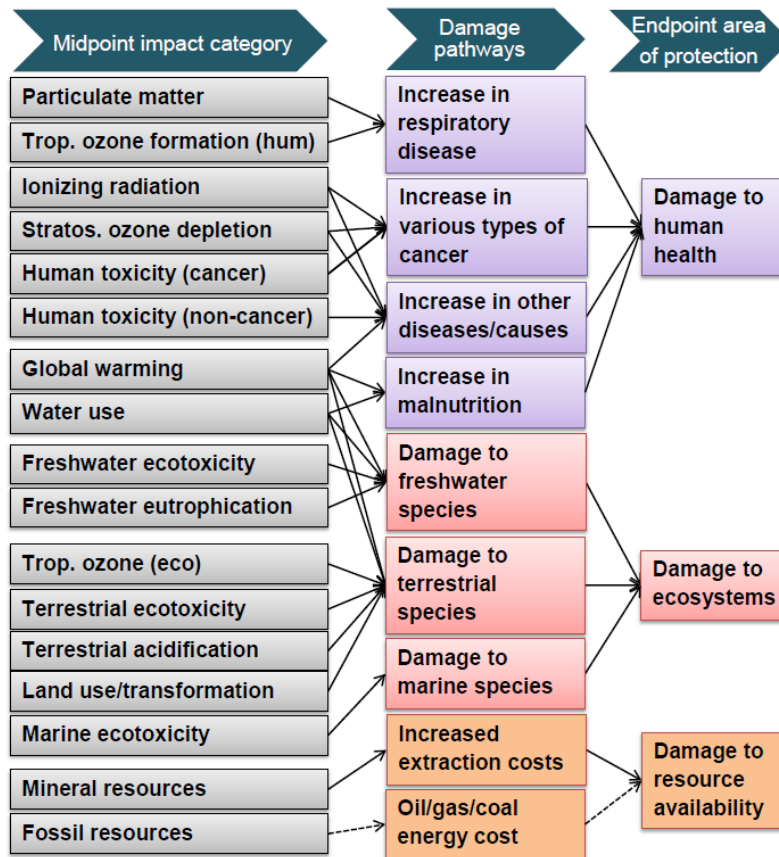 Midpoint impact category
Damage
pathways
Endpoint area
of protection
Particulate matter
Trop. ozone formation (hum)
Ionizing radiation
Stratos. ozone depletion
Human toxicity (cancer)
Human toxicity (non-cancer)
Global warming
Water use
Freshwater ecotoxicity
Freshwater eutrophication
Trop. ozone (eco)
Terrestrial ecotoxicity
Terrestrial acidification
Land use/transformation
Marine ecotoxicity
Mineral resources
Fossil resources
Increase in
respiratory
disease
Increase in
various types of
cancer
Increase in other
diseases/causes
Increase in
malnutrition
Damage to
freshwater
species
Damage to
terrestrial
species
Damage to
marine species
Increased
extraction costs
Oil/gas/coal
energy cost
Damage to
human
health
Damage to
ecosystems
Damage to
resource
availability